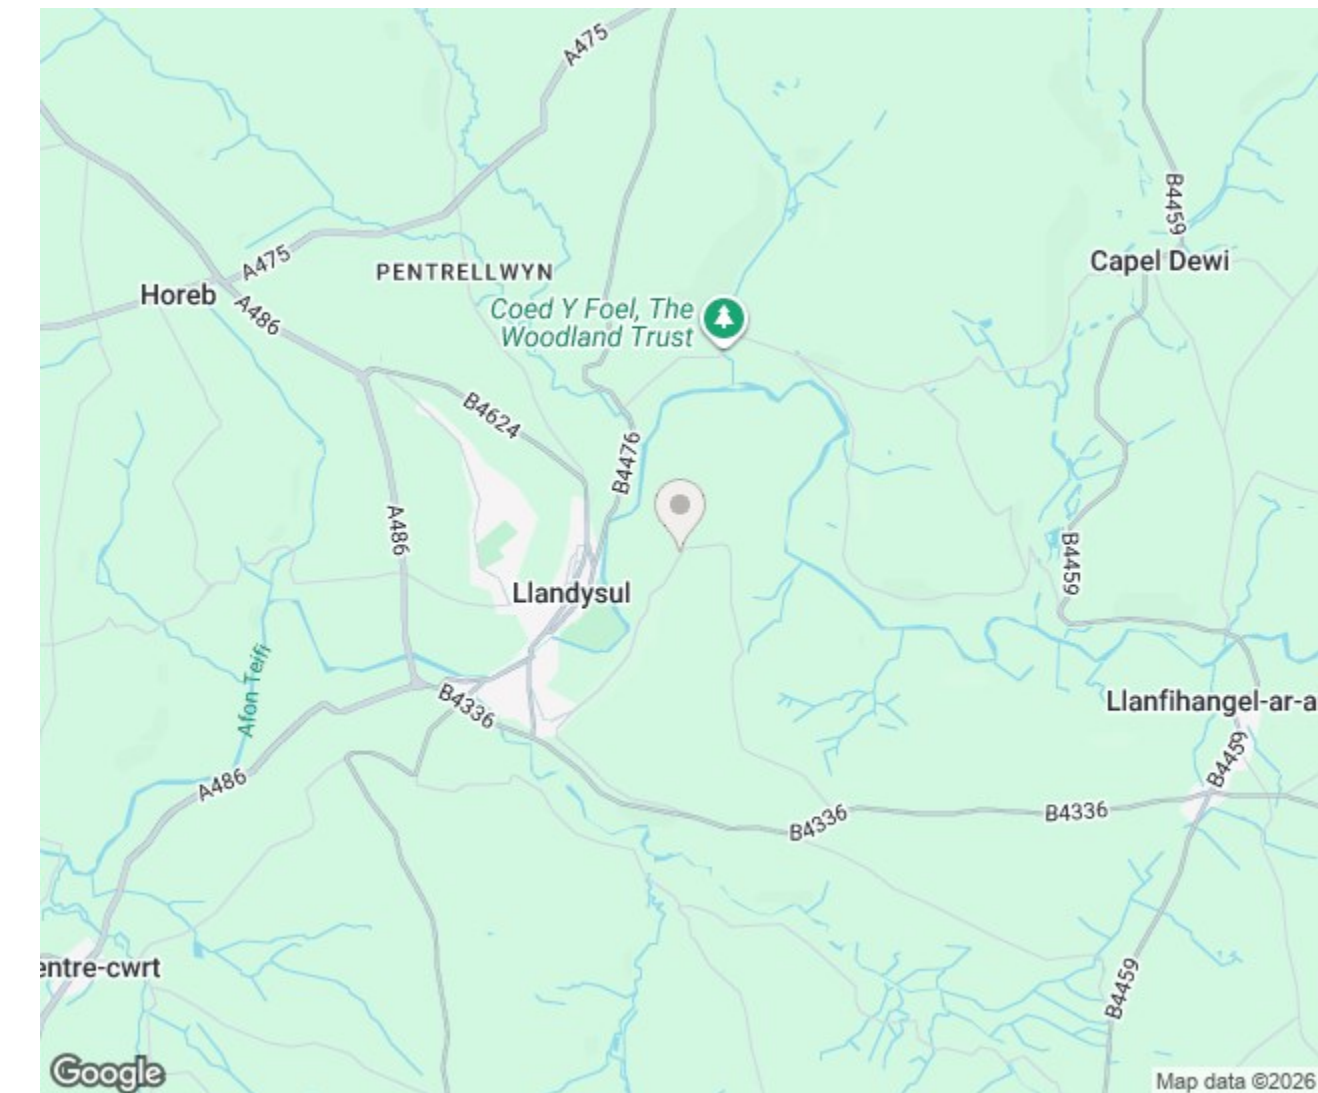 A475
B4459
Capel Dewi
A475
PENTRELLWYN
Horeb
A486
Coed Y Foel, The
Woodland Trust
B4624
B4476
A486
B4459
Llandysul
Afon Teifi
B4336
Llanfihangel-ar-a
A486
B4459
B4336
B4336
entre-cwrt
B4459
Google
Map data ©2026